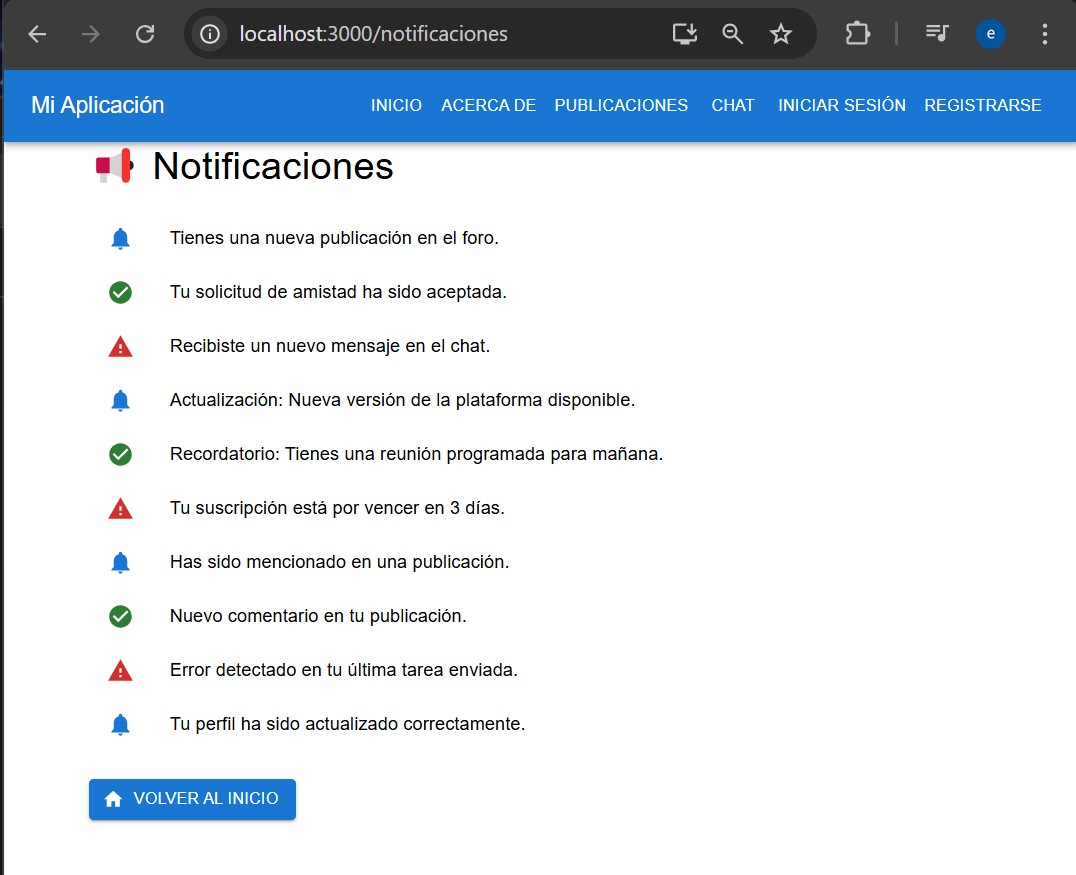 localhost:3000/notificaciones
e
Mi Aplicación
INICIO ACERCA DE PUBLICACIONES CHAT INICIAR SESIÓN REGISTRARSE
Notificaciones
Tienes una nueva publicación en el foro.
Tu solicitud de amistad ha sido aceptada.
Recibiste un nuevo mensaje en el chat.
Actualización: Nueva versión de la plataforma disponible.
Recordatorio: Tienes una reunión programada para mañana.
Tu suscripción está por vencer en 3 días.
Has sido mencionado en una publicación.
Nuevo comentario en tu publicación.
Error detectado en tu última tarea enviada.
Tu perfil ha sido actualizado correctamente.
VOLVER AL INICIO